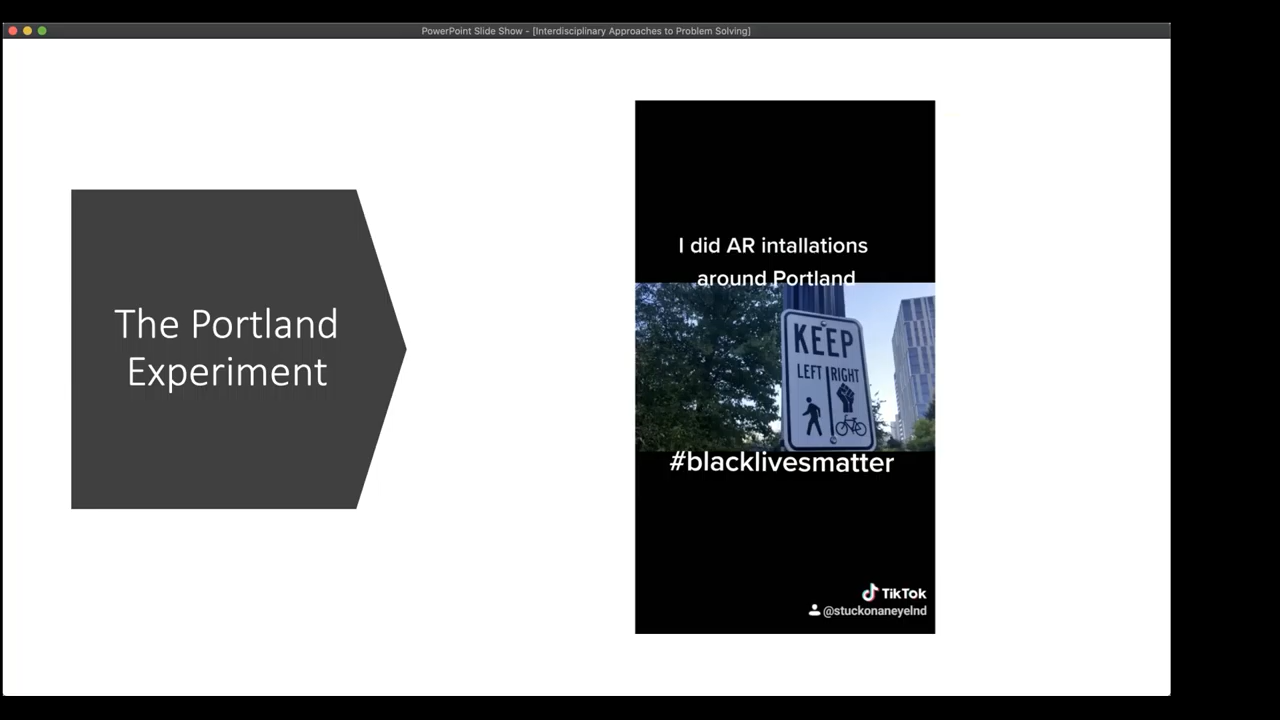 PowerPoint Slide Show - [Interdisciplinary Approaches to Problem Solving]
The Portland
Experiment
I did AR intallations
around Portland
KEEP
LEFT RIGHT
#blacklivesmatter
TikTok
@stuckonaneyelnd